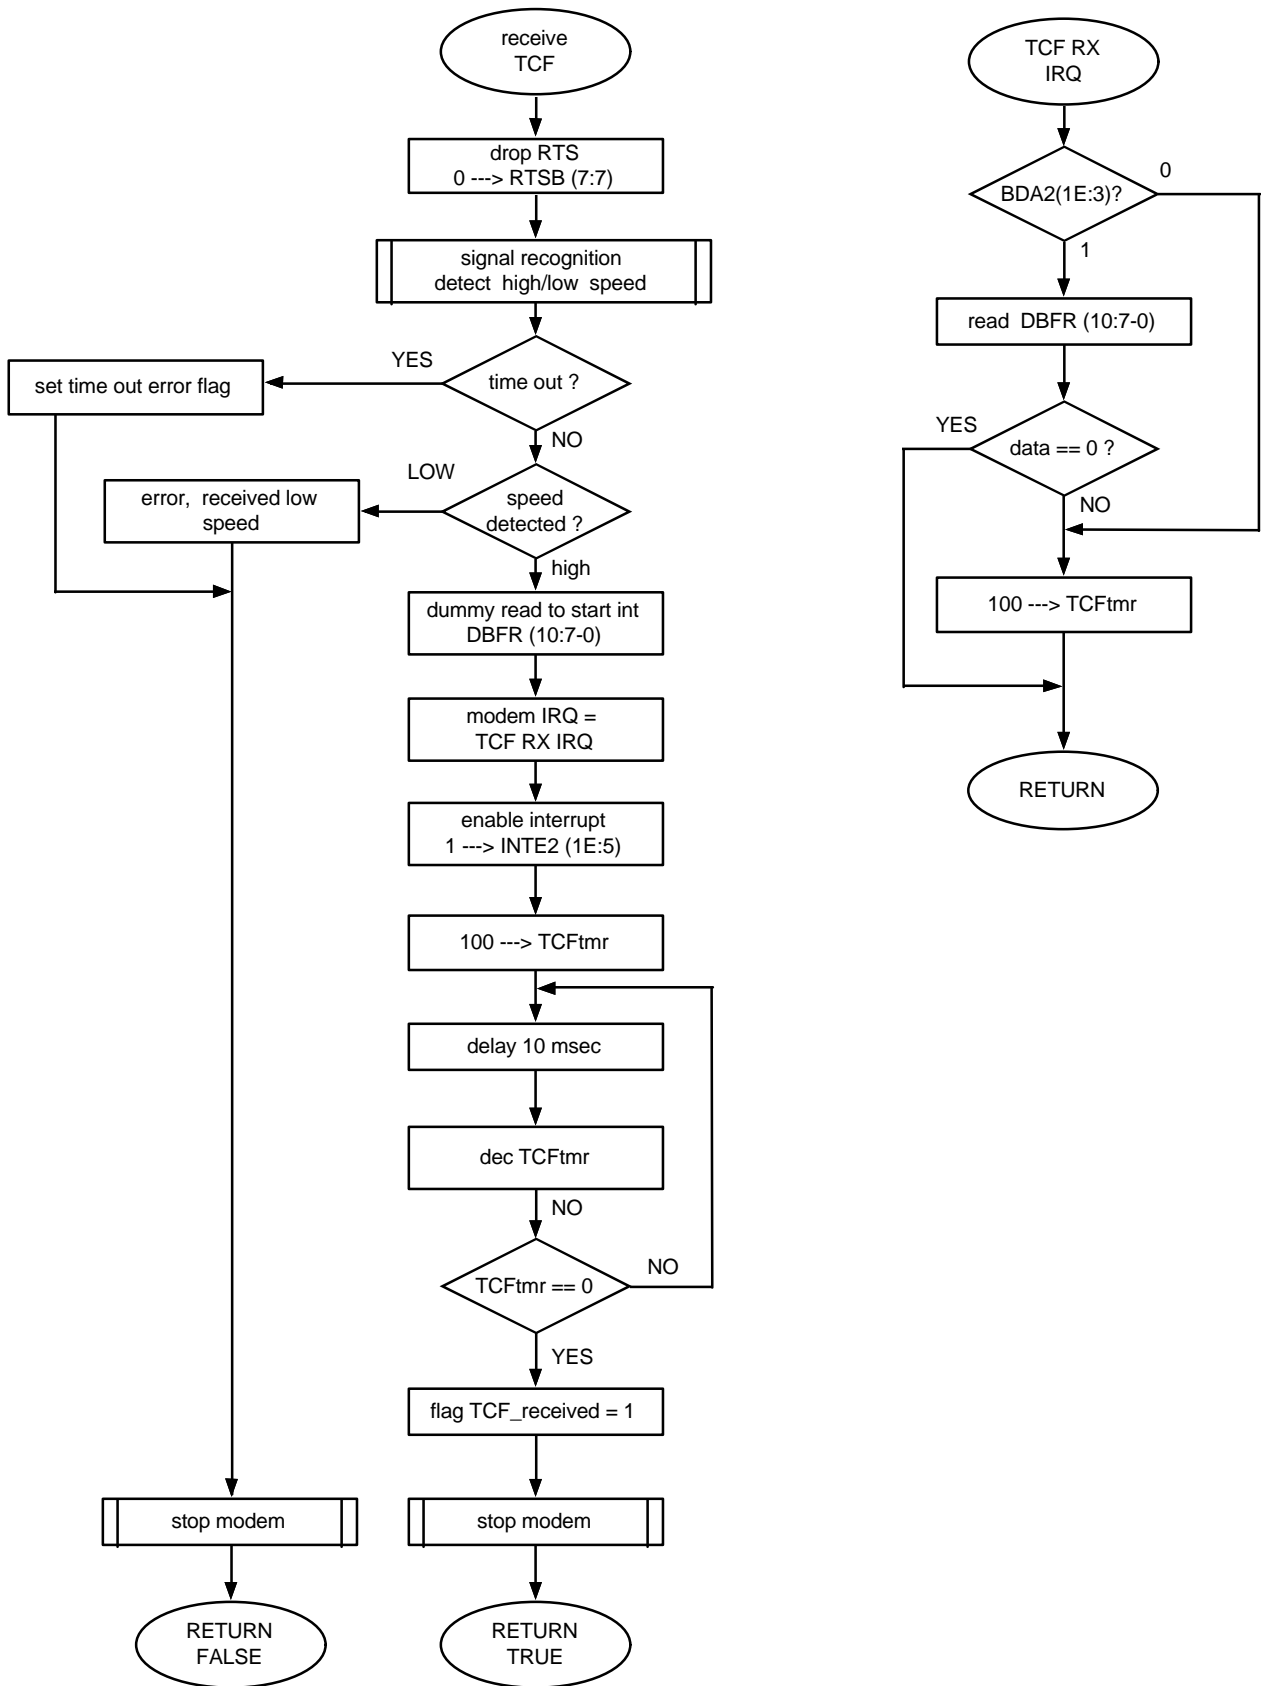 receive
TCF
drop RTS
0 ---> RTSB (7:7)
signal recognition
detect high/low speed
YES
time out ?
set time out error flag
NO
LOW
speed
detected ?
error, received low
speed
high
dummy read to start int
DBFR (10:7-0)
modem IRQ =
TCF RX IRQ
enable interrupt
1 ---> INTE2 (1E:5)
100 ---> TCFtmr
delay 10 msec
dec TCFtmr
NO
TCFtmr == 0
NO
YES
flag TCF_received = 1
stop modem
stop modem
RETURN
FALSE
RETURN
TRUE
TCF RX
IRQ
0
BDA2(1E:3)?
1
read DBFR (10:7-0)
YES
data == 0 ?
NO
100 ---> TCFtmr
RETURN